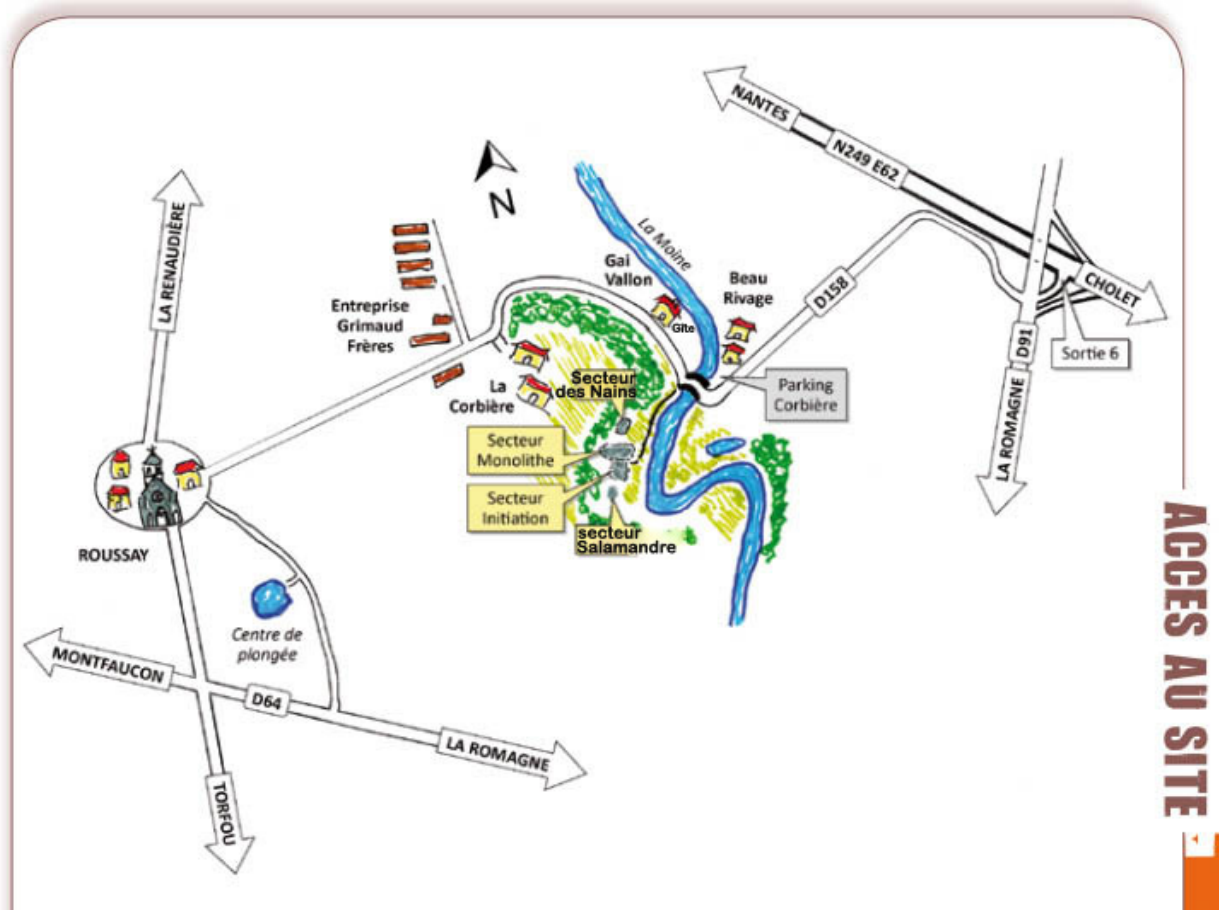 NANTES
N249 E62
CHOLET
LA RENAUDIÈRE
N
La Moine
Gai
Vallon
Gîte
Beau
Rivage
D158
Entreprise
Grimaud
Frères
D91
Sortie 6
La
Corbière
Secteur
des Nains
Parking
Corbière
Secteur
Monolithe
Secteur
Initiation
secteur
Salamandre
LA ROMAGNE
ROUSSAY
Centre de
plongée
MONTFAUCON
D64
LA ROMAGNE
TORFOU
ACCES AU SITE